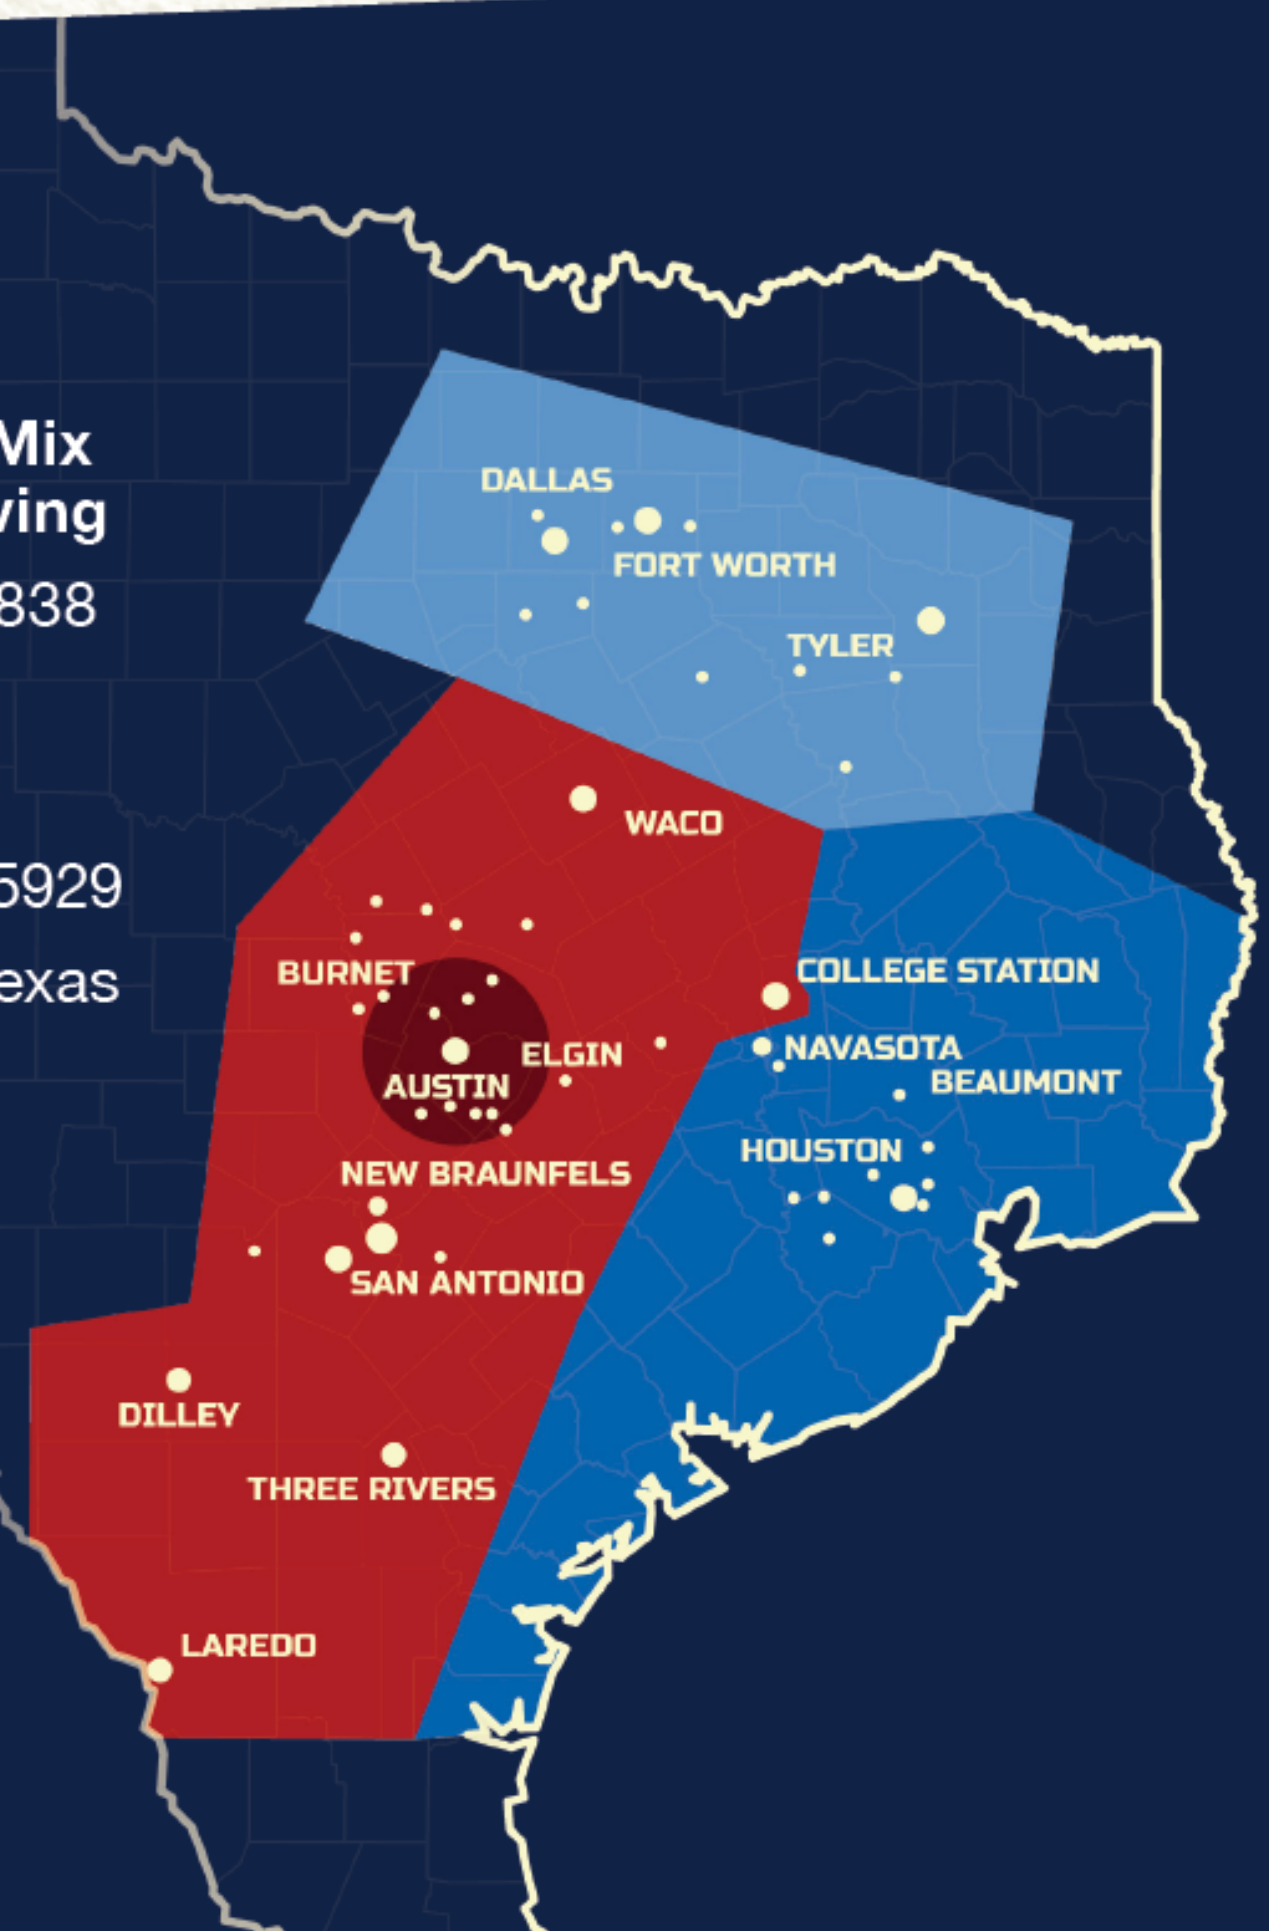 Mix
ving
838
5929
exas
DALLAS
FORT WORTH
TYLER
WACO
BURNET
COLLEGE STATION
ELGIN
NAVASOTA
AUSTIN
BEAUMONT
HOUSTON
NEW BRAUNFELS
SAN ANTONIO
DILLEY
THREE RIVERS
LAREDO